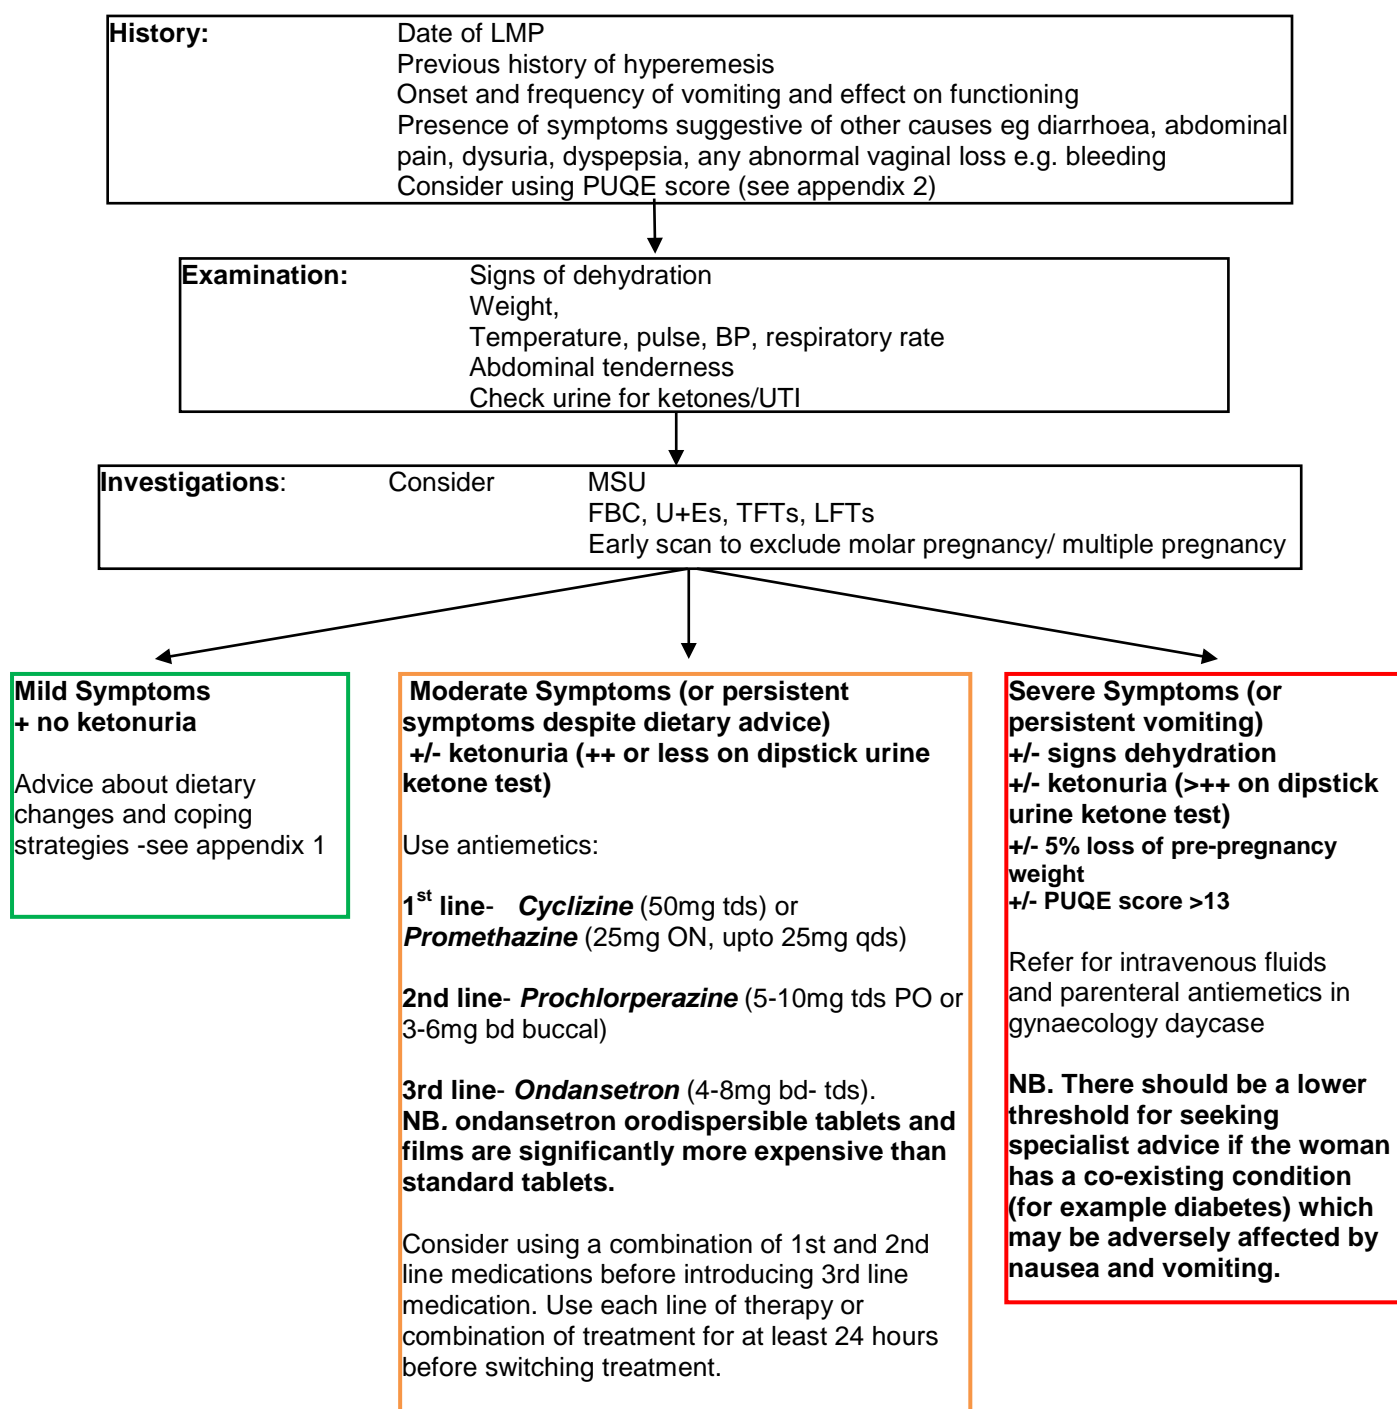 History: Date of LMP
Previous history of hyperemesis
Onset and frequency of vomiting and effect on functioning
Presence of symptoms suggestive of other causes eg diarrhoea, abdominal
pain, dysuria, dyspepsia, any abnormal vaginal loss e.g. bleeding
Consider using PUQE score (see appendix 2)
Examination: Signs of dehydration
Weight,
Temperature, pulse, BP, respiratory rate
Abdominal tenderness
Check urine for ketones/UTI
Investigations: Consider MSU
FBC, U+Es, TFTs, LFTs
Early scan to exclude molar pregnancy/ multiple pregnancy
Mild Symptoms
+ no ketonuria
Advice about dietary
changes and coping
strategies -see appendix 1
Moderate Symptoms (or persistent
symptoms despite dietary advice)
+/- ketonuria (++ or less on dipstick urine
ketone test)
Use antiemetics:
1st line- Cyclizine (50mg tds) or
Promethazine (25mg ON, upto 25mg qds)
2nd line- Prochlorperazine (5-10mg tds PO or
3-6mg bd buccal)
3rd line- Ondansetron (4-8mg bd- tds).
NB. ondansetron orodispersible tablets and
films are significantly more expensive than
standard tablets.
Consider using a combination of 1st and 2nd
line medications before introducing 3rd line
medication. Use each line of therapy or
combination of treatment for at least 24 hours
before switching treatment.
Severe Symptoms (or
persistent vomiting)
+/- signs dehydration
+/- ketonuria (>++ on dipstick
urine ketone test)
+/- 5% loss of pre-pregnancy
weight
+/- PUQE score >13
Refer for intravenous fluids
and parenteral antiemetics in
gynaecology daycase
NB. There should be a lower
threshold for seeking
specialist advice if the woman
has a co-existing condition
(for example diabetes) which
may be adversely affected by
nausea and vomiting.